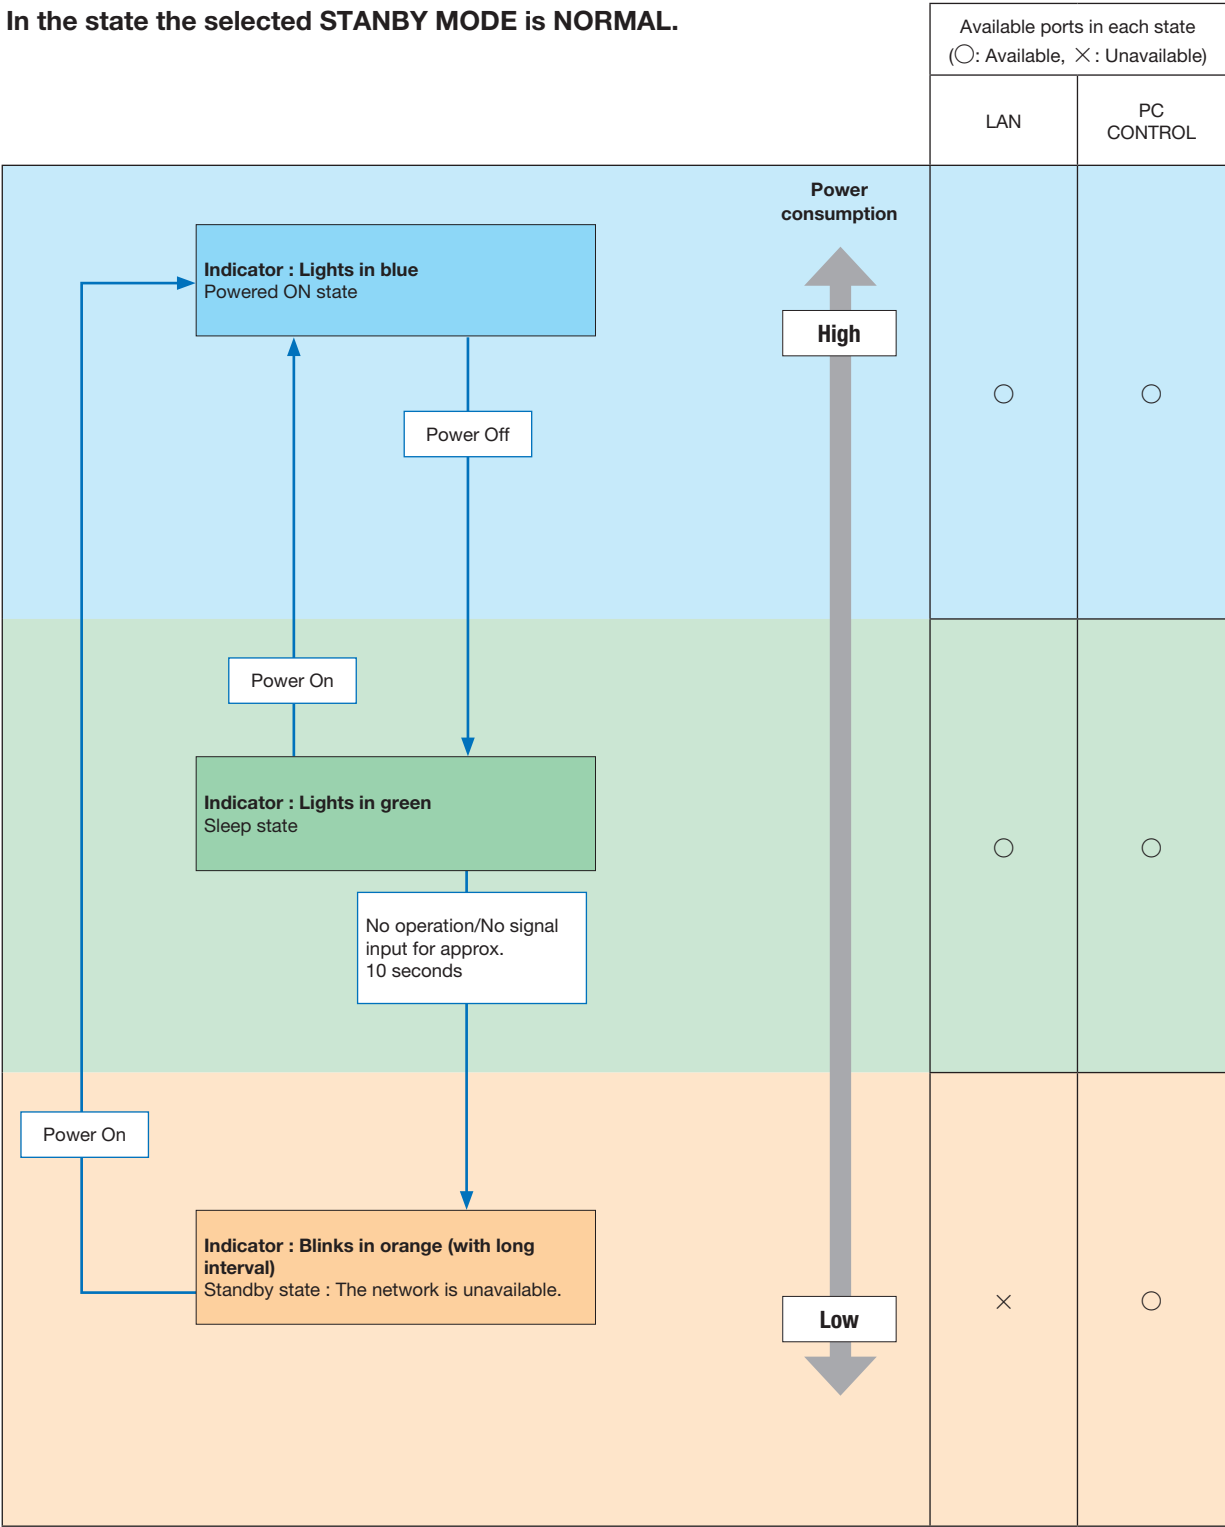 In the state the selected STANBY MODE is NORMAL.
Available ports in each state
(○: Available, ×: Unavailable)
LAN
PC
CONTROL
Power
consumption
Indicator : Lights in blue
Powered ON state
High
○
○
Power Off
Power On
Indicator : Lights in green
Sleep state
○
○
No operation/No signal
input for approx.
10 seconds
Power On
Indicator : Blinks in orange (with long
interval)
Standby state : The network is unavailable.
Low
×
○